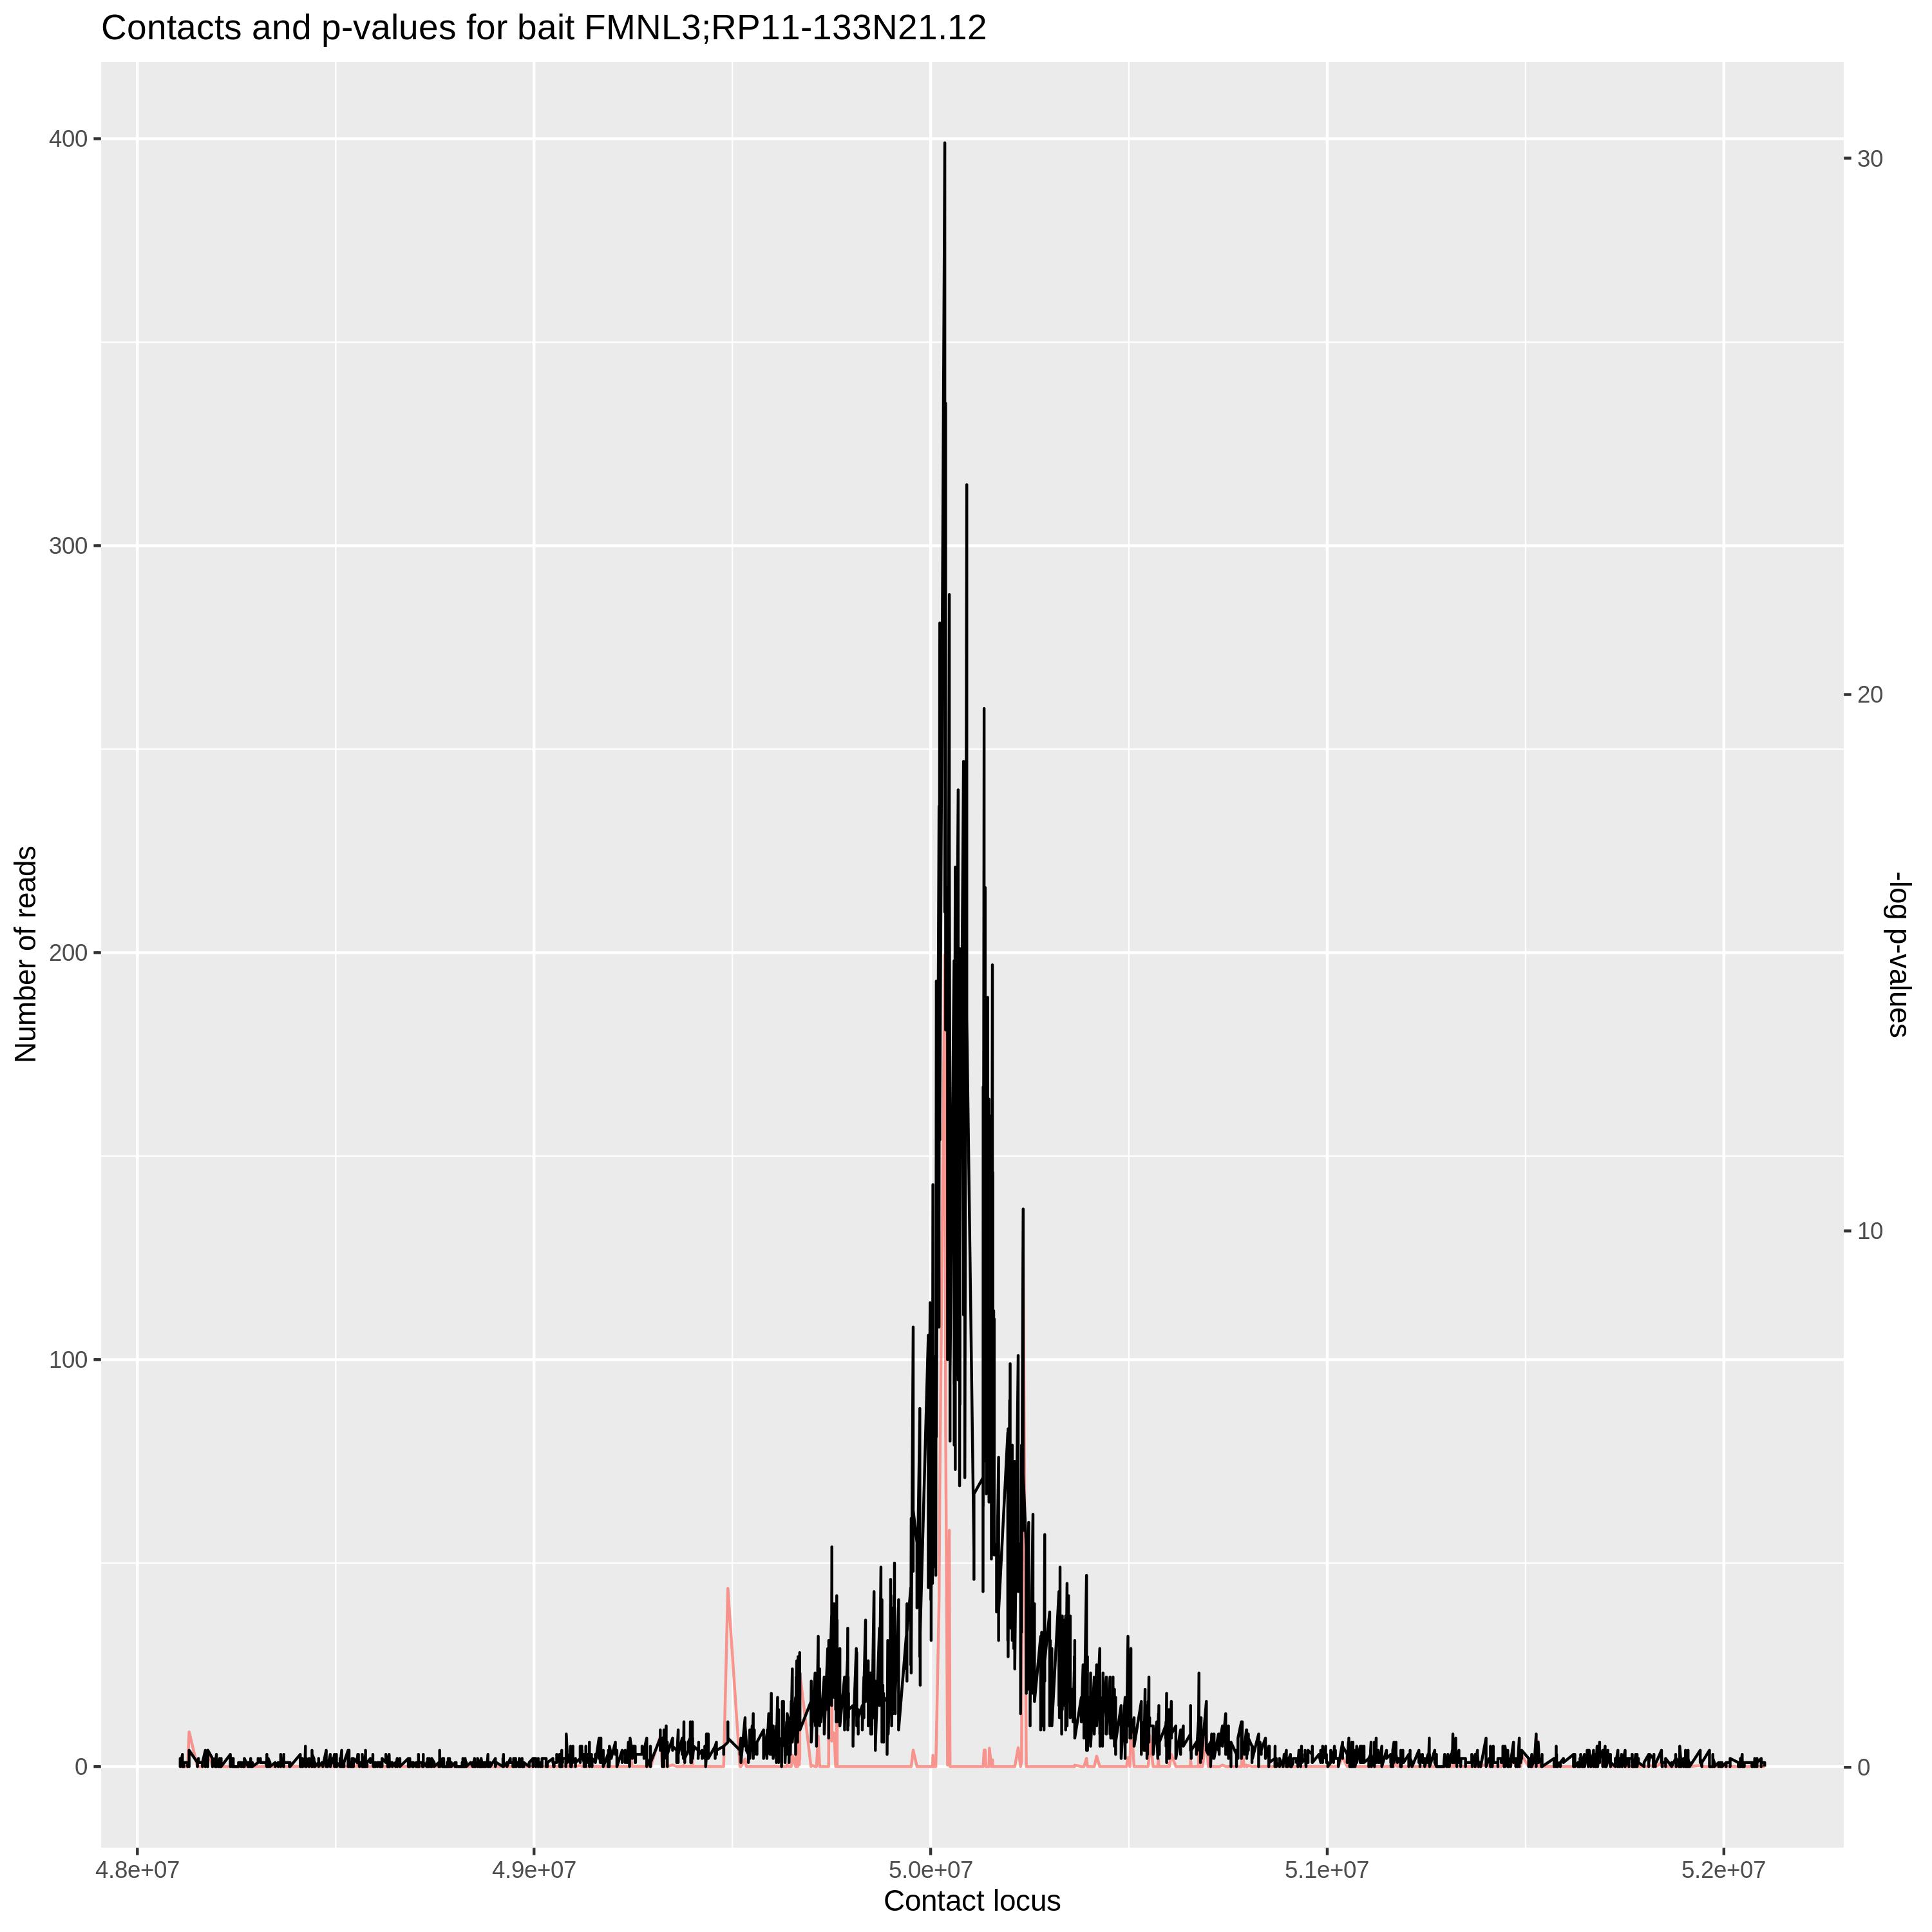 Contacts and p-values for bait FMNL3;RP11-133N21.12
400
300
200
100
0
30
20
10
0
Number of reads
-log p-values
4.8e+07 4.9e+07 5.0e+07 5.1e+07 5.2e+07
Contact locus